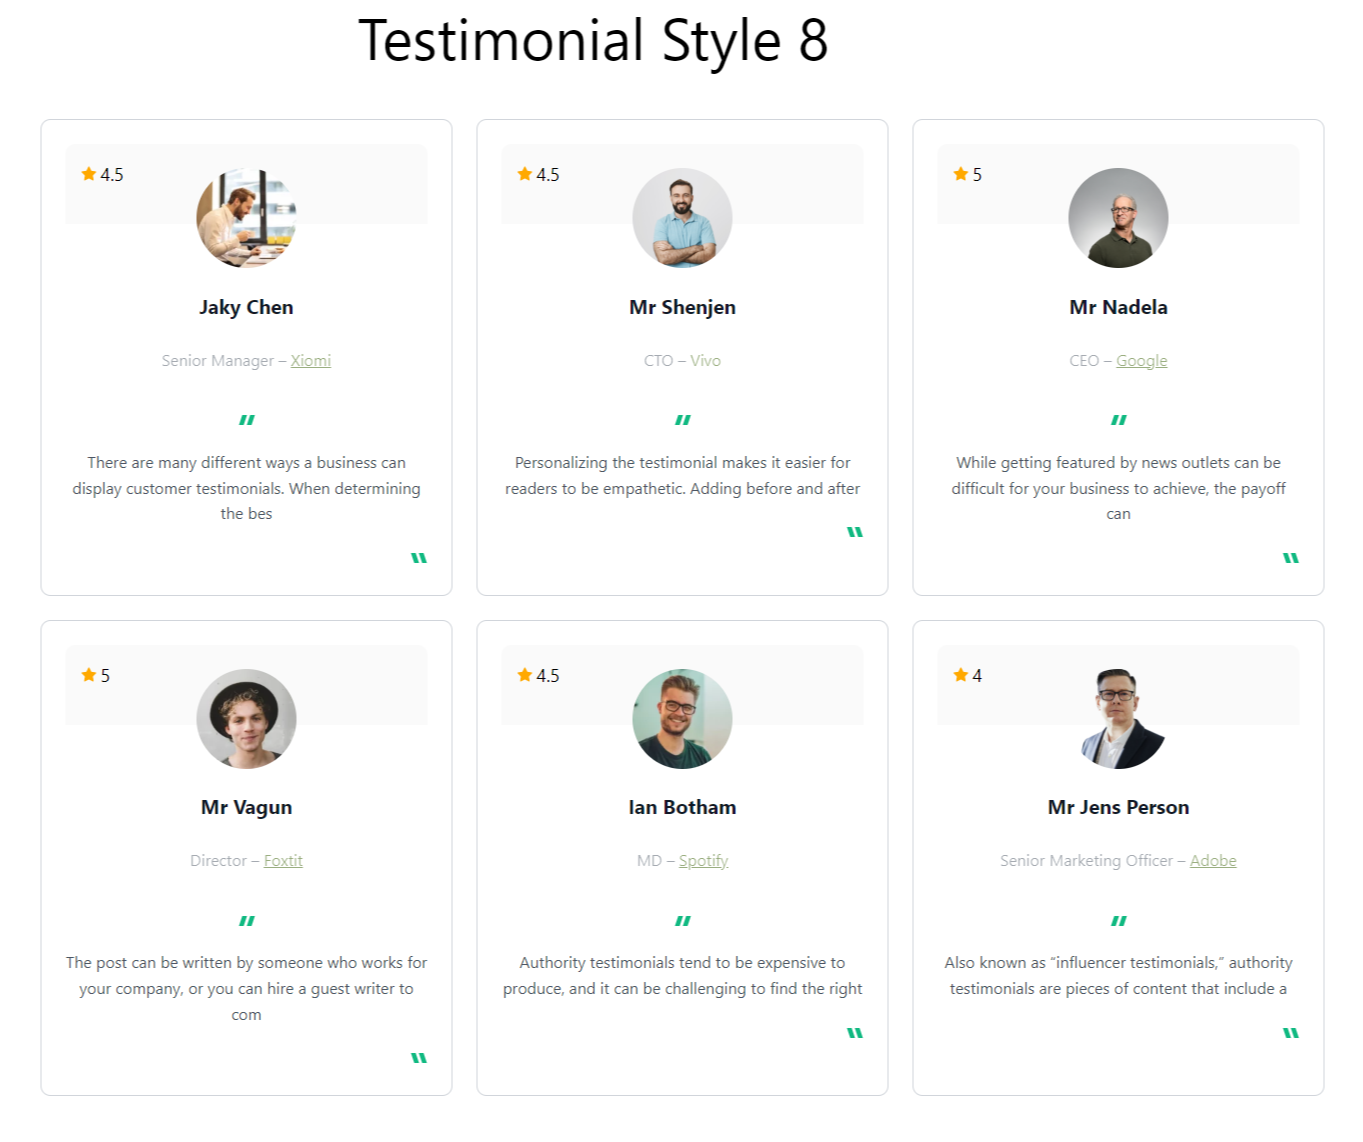 Testimonial Style 8
4.5
Jaky Chen
Senior Manager – Xiomi
There are many different ways a business can
display customer testimonials. When determining
the bes
4.5
Mr Shenjen
CTO – Vivo
Personalizing the testimonial makes it easier for
readers to be empathetic. Adding before and after
5
Mr Nadela
CEO – Google
While getting featured by news outlets can be
difficult for your business to achieve, the payoff
can
5
Mr Vagun
Director – Foxtit
The post can be written by someone who works for
your company, or you can hire a guest writer to
com
4.5
Ian Botham
MD – Spotify
Authority testimonials tend to be expensive to
produce, and it can be challenging to find the right
4
Mr Jens Person
Senior Marketing Officer – Adobe
Also known as “influencer testimonials,” authority
testimonials are pieces of content that include a